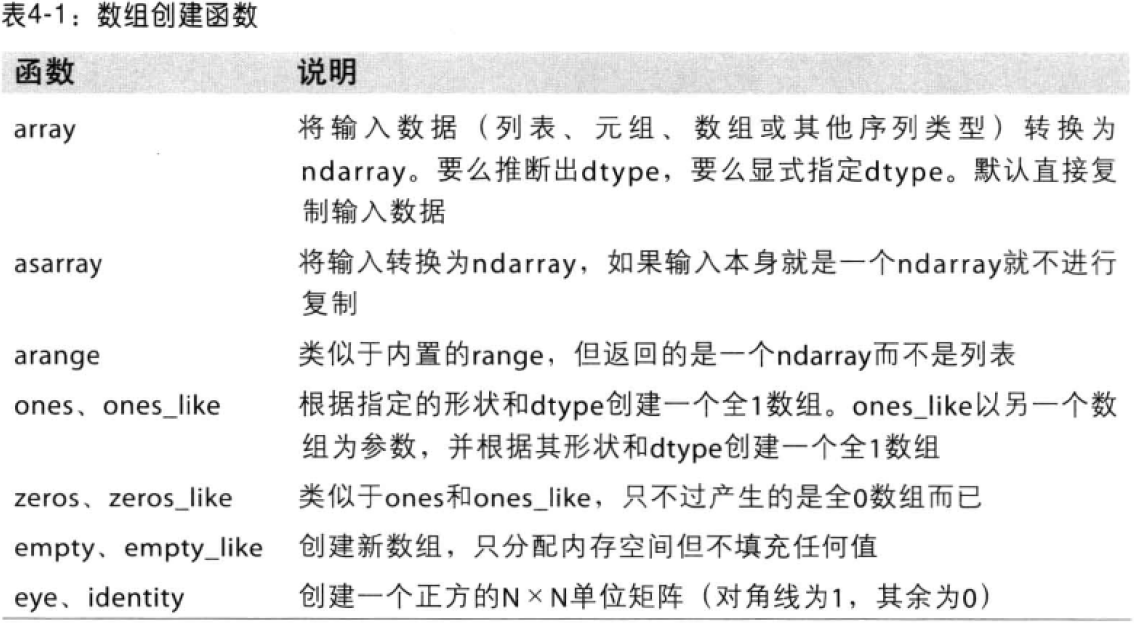 表4-1：数组创建函数
函数 说明
array 将输入数据（列表、元组、数组或其他序列类型）转换为
ndarray。要么推断出dtype，要么显式指定dtype。默认直接复
制输入数据
asarray 将输入转换为ndarray，如果输入本身就是一个ndarray就不进行
复制
arange 类似于内置的range，但返回的是一个ndarray而不是列表
ones、ones_like 根据指定的形状和dtype创建一个全1数组。ones_like以另一个数
组为参数，并根据其形状和dtype创建一个全1数组
zeros、zeros_like 类似于ones和ones_like，只不过产生的是全0数组而已
empty、empty_like 创建新数组，只分配内存空间但不填充任何值
eye、identity 创建一个正方的N×N单位矩阵（对角线为1，其余为0）